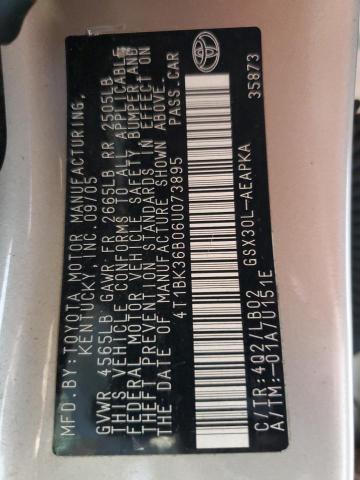 MFD.BY:TOYOTA MOTOR MANUFACTURING,
KENTUCKY, INC. 09/05
GVWR 4565LB GAWR FR 2665LB RR 2505LB
THIS VEHICLE CONFORMS TO ALL APPLICABLE
FEDERAL MOTOR VEHICLE SAFETY, BUMPER, AND
THEFT PREVENTION STANDARDS IN EFFECT ON
THE DATE OF MANUFACTURE SHOWN ABOVE.
4T1BK36B06U073895 PASS.CAR
C/TR:4Q2/LB02 GSX30L-AEAPKA
A/TM:-01A/U151E 35873